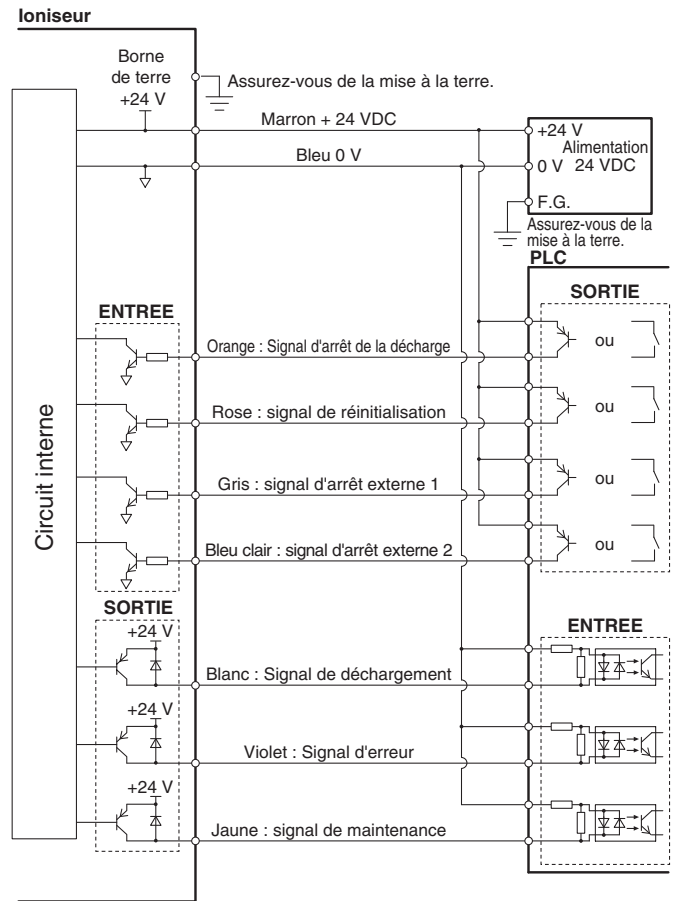 Ioniseur
Borne
de terre
+24 V
Assurez-vous de la mise à la terre.
Marron + 24 VDC
Bleu 0 V
+24 V
Alimentation
0 V 24 VDC
F.G.
Assurez-vous de la
mise à la terre.
PLC
SORTIE
ENTREE
Orange : Signal d'arrêt de la décharge
ou
Rose : signal de réinitialisation
ou
Gris : signal d'arrêt externe 1
ou
Bleu clair : signal d'arrêt externe 2
ou
Circuit interne
SORTIE
+24 V
ENTREE
Blanc : Signal de déchargement
+24 V
Violet : Signal d'erreur
+24 V
Jaune : signal de maintenance